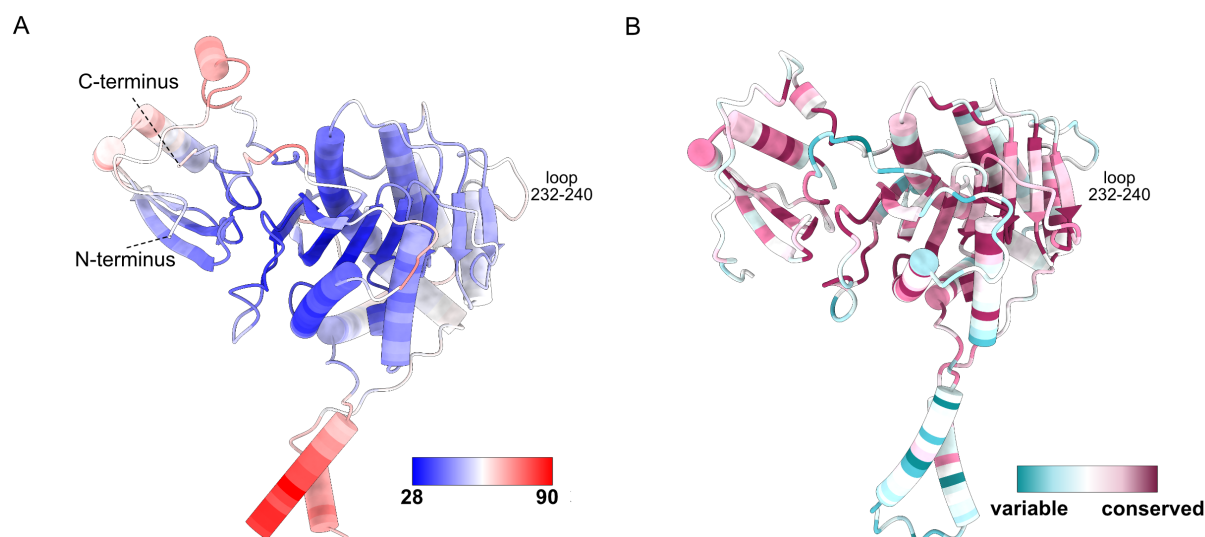 A
C-terminus
N-terminus
loop
232-240
28
90
B
loop
232-240
variable
conserved